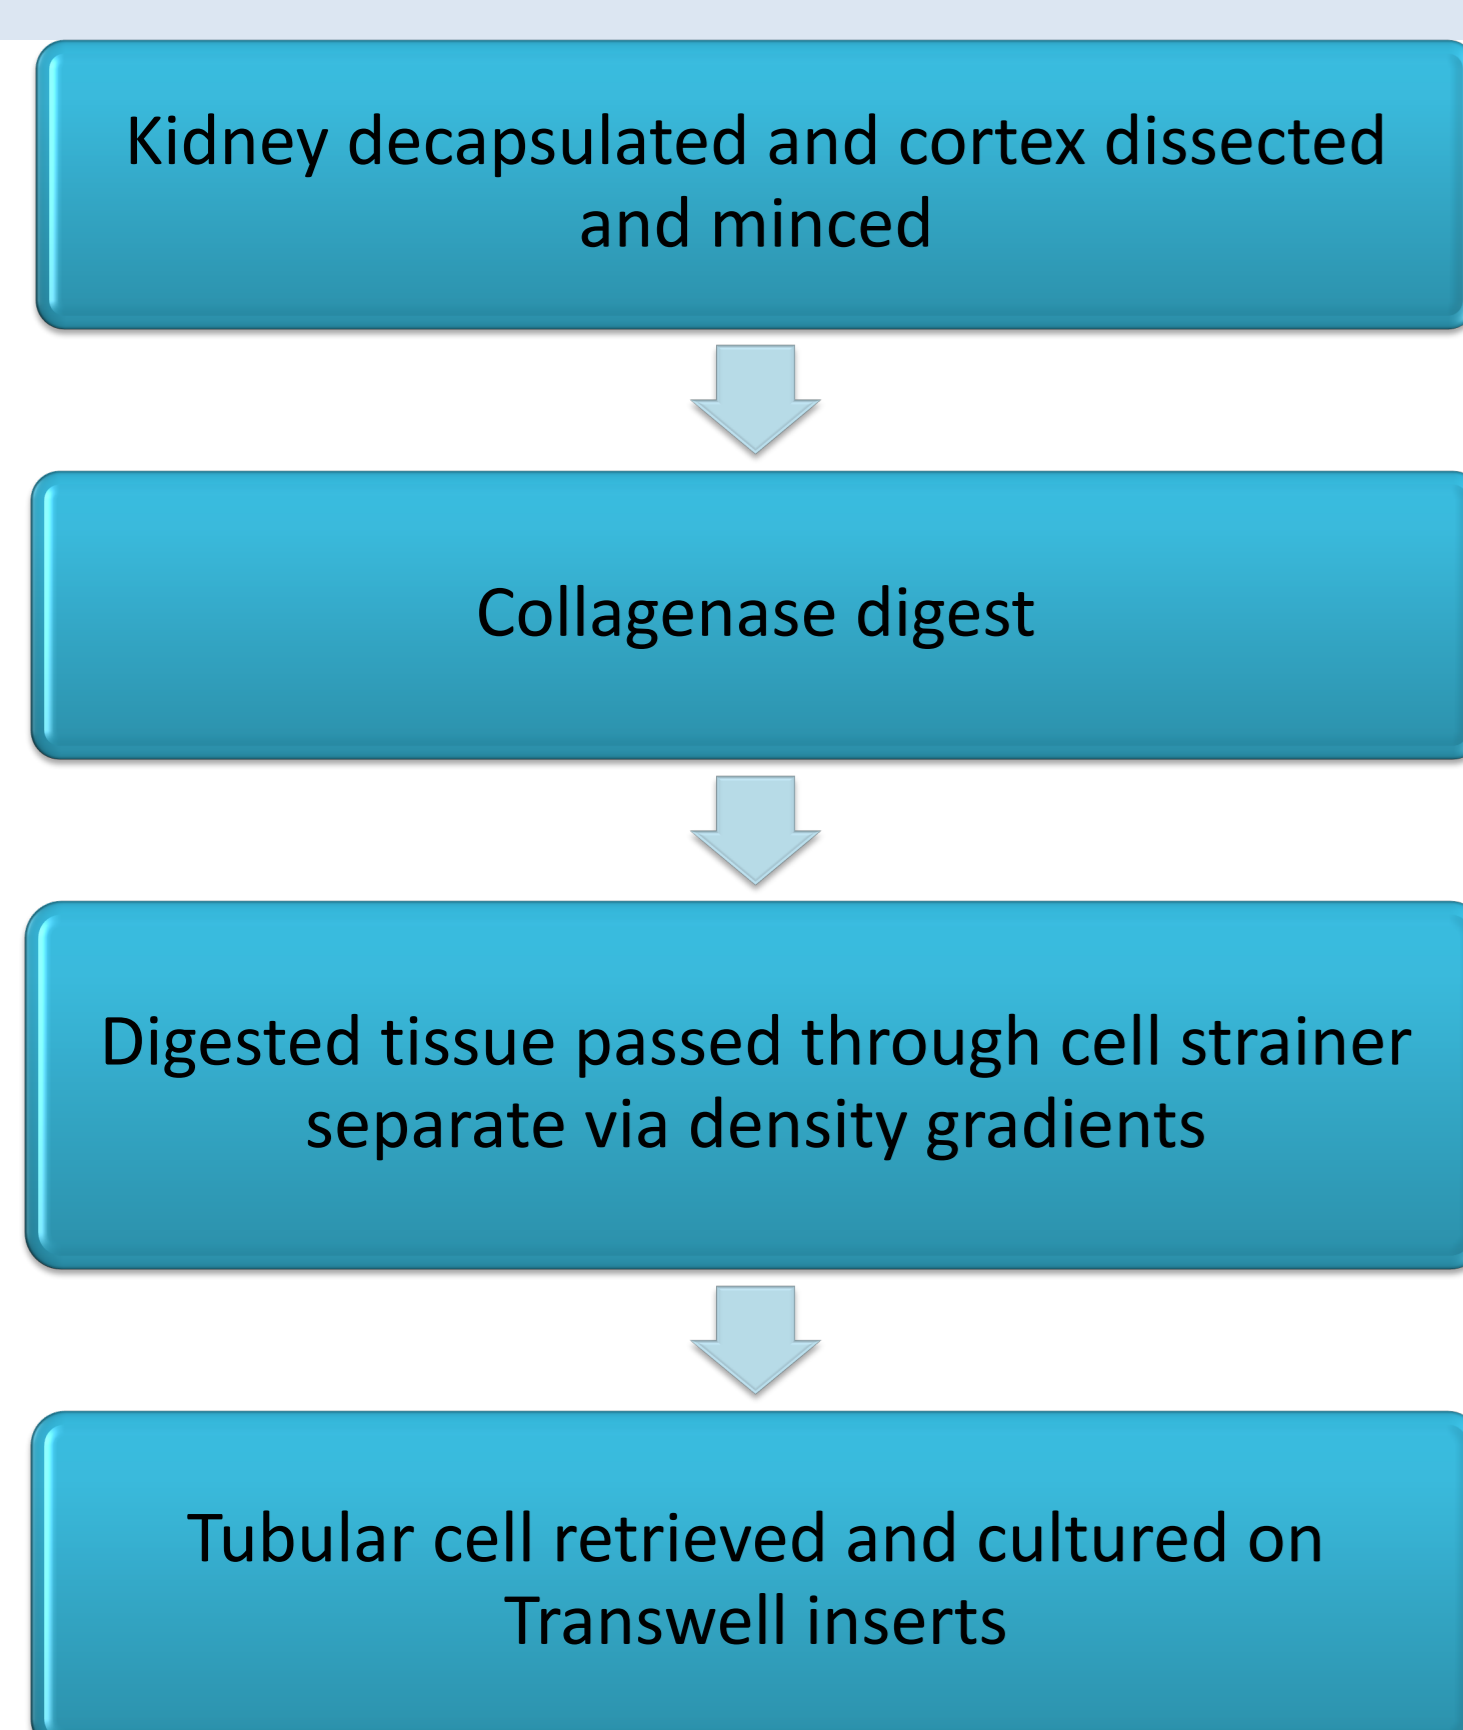 Kidney decapsulated and cortex dissected
and minced
Collagenase digest
Digested tissue passed through cell strainer
separate via density gradients
Tubular cell retrieved and cultured on
Transwell inserts